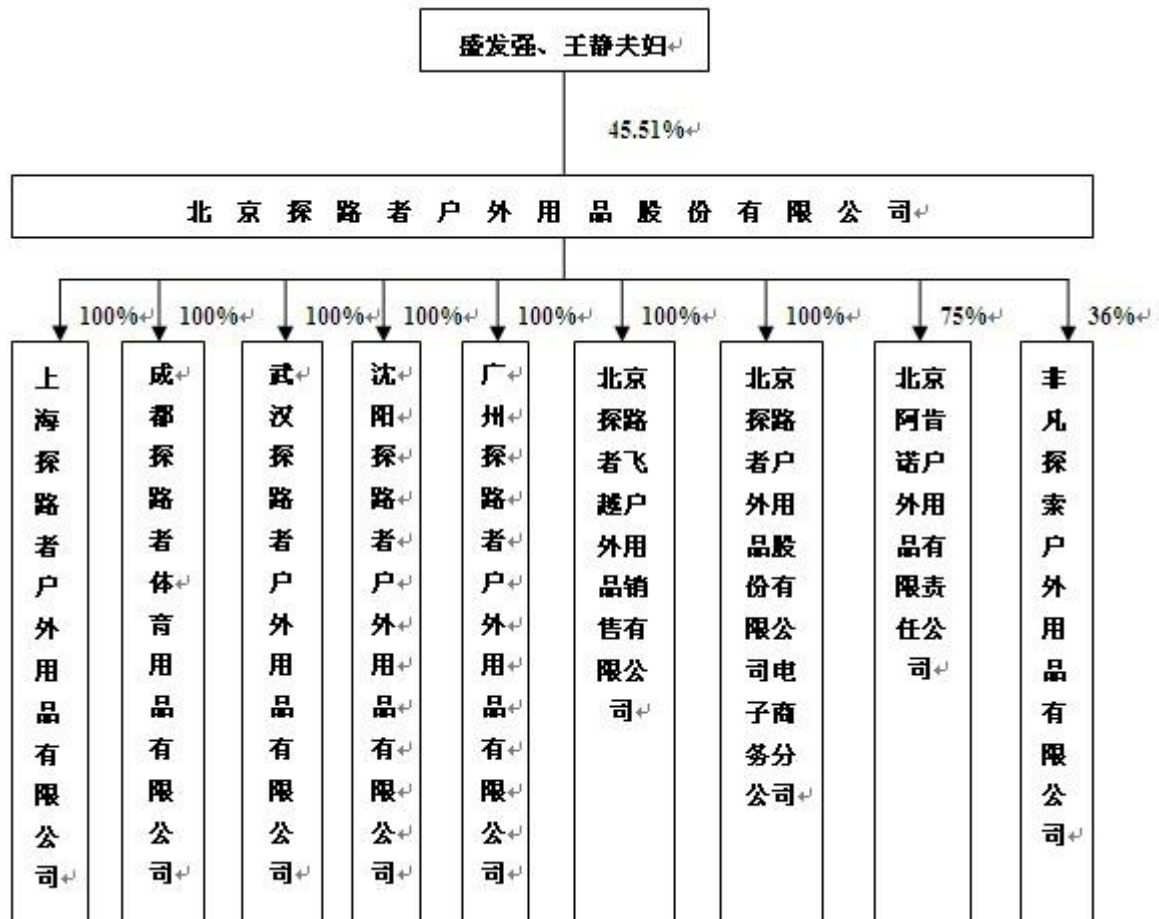 盛发强、王静夫妇
45.51%
北京探路者户外用品股份有限公司
100% 100% 100% 100% 100% 100% 100% 75% 36%
上海探路者户外用品有限公司
成都探路者体育用品有限公司
武汉探路者户外用品有限公司
沈阳探路者户外用品有限公司
广州探路者户外用品有限公司
北京
探路
者飞
越户
外用
品销
售有
限公
司
北京
探路
者户
外用
品股
份有
限公
司电
子商
务分
公司
北京
阿肯
诺户
外用
品有
限责
任公
司
非凡探索户外用品有限公司